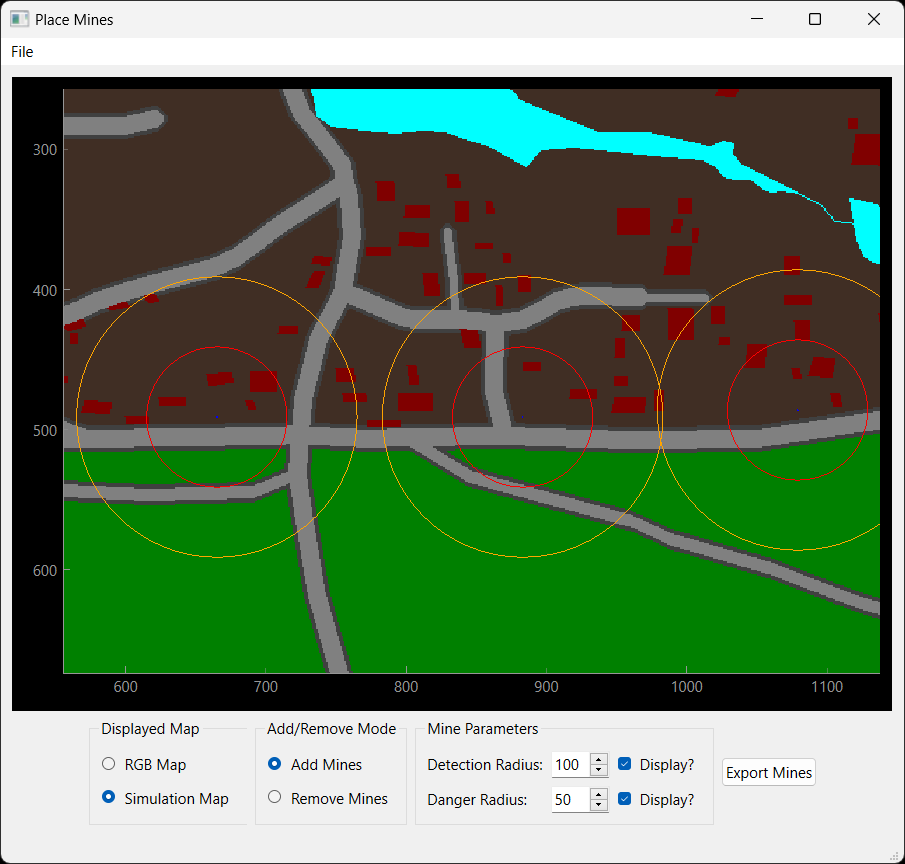 Place Mines
File
300
400
500
600
600 700 800 900 1000 1100
Displayed Map Add/Remove Mode Mine Parameters
RGB Map Add Mines Detection Radius: 100 Display?
Export Mines
Simulation Map Remove Mines Danger Radius: 50 Display?